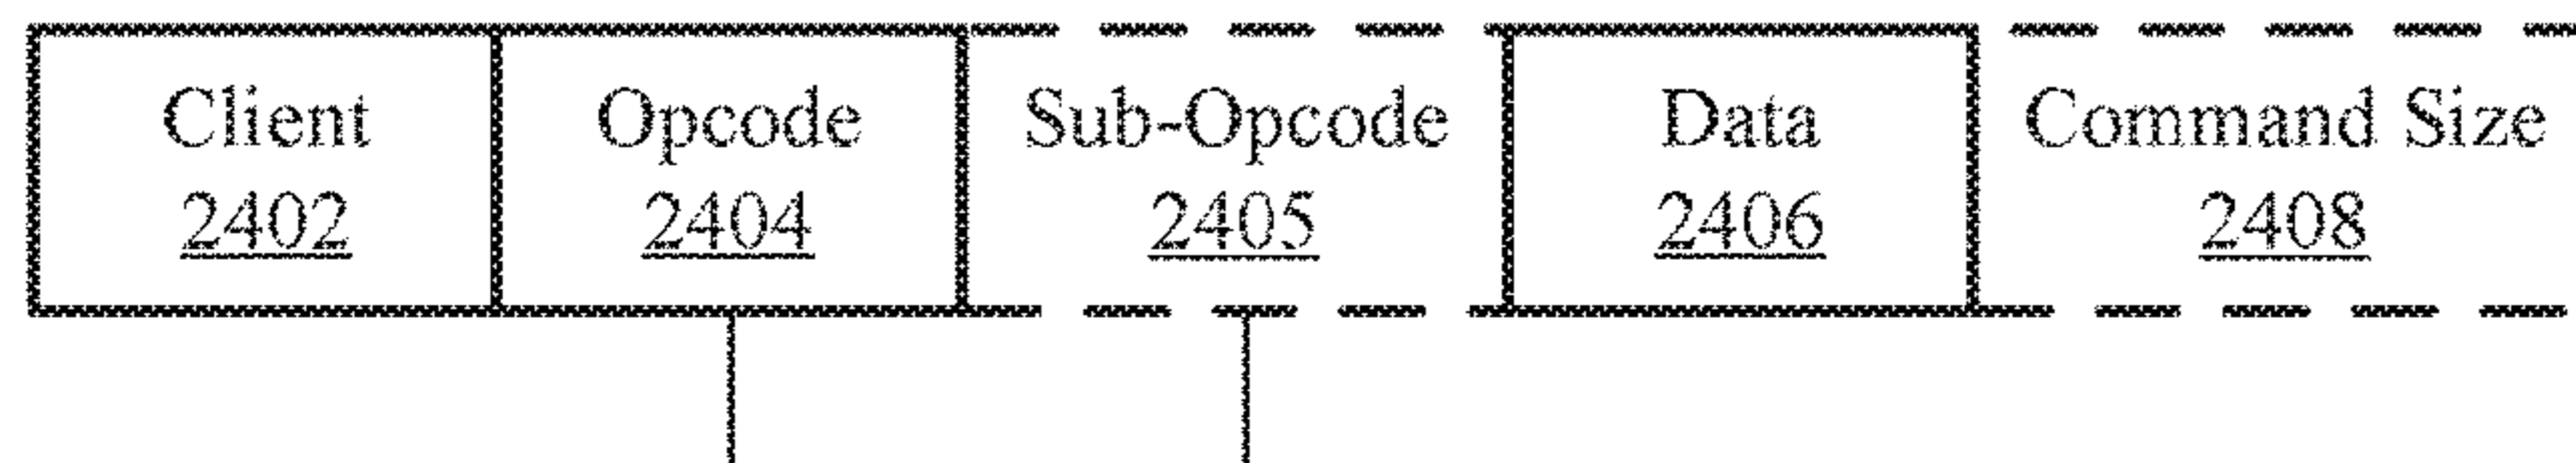 Client
2402
Opcode
2404
Sub-Opcode
2405
Data
2406
Command Size
2408